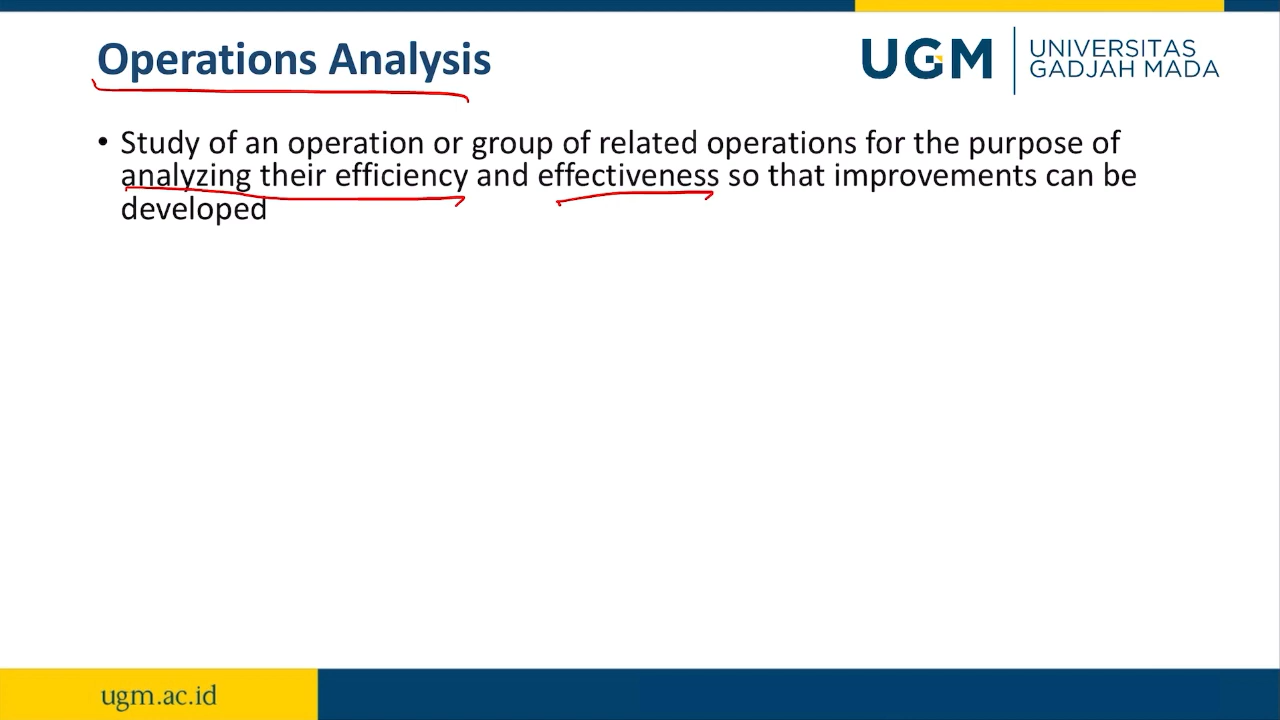 Operations Analysis
UGM
UNIVERSITAS
GADJAH MADA
• Study of an operation or group of related operations for the purpose of
analyzing their efficiency and effectiveness so that improvements can be
developed
ugm.ac.id